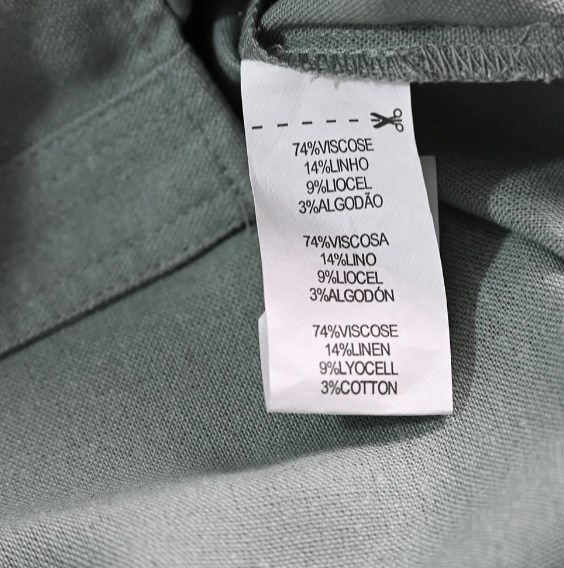 74%VISCOSE
14%LINHO
9%LIOCEL
3%ALGODÃO
74%VISCOSA
14%LINO
9%LIOCEL
3%ALGODÓN
74%VISCOSE
14%LINEN
9%LYOCELL
3%COTTON